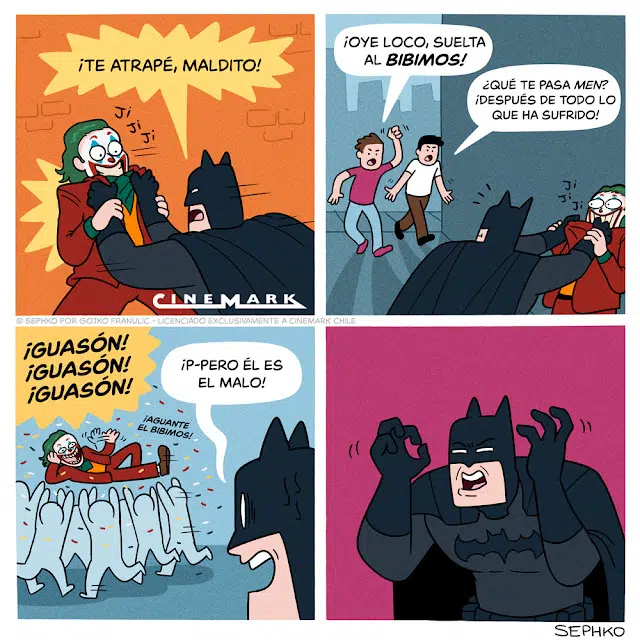 ¡TE ATRAPÉ, MALDITO!
Ji
Ji
Ji
CINEMARK
¡OYE LOCO, SUELTA
AL BIBIMOS!
¿QUÉ TE PASA MEN?
¡DESPUÉS DE TODO LO
QUE HA SUFRIDO!
Ji
Ji
Ji
© SEPHKO POR GOJKO FRANULIC - LICENCIADO EXCLUSIVAMENTE A CINEMARK CHILE
¡GUASÓN!
¡GUASÓN!
¡GUASÓN!
¡AGUANTE
EL BIBIMOS!
¡P-PERO ÉL ES
EL MALO!
SEPHKO